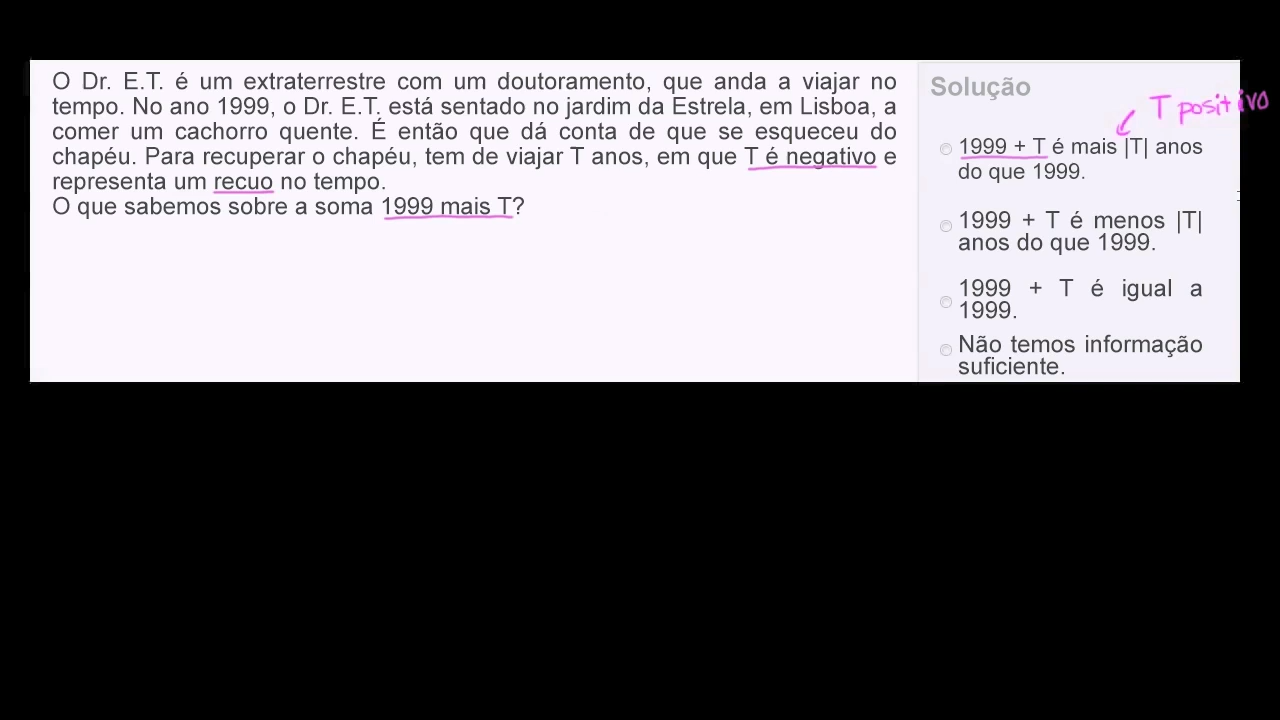 O Dr. E.T. é um extraterrestre com um doutoramento, que anda a viajar no
tempo. No ano 1999, o Dr. E.T. está sentado no jardim da Estrela, em Lisboa, a
comer um cachorro quente. É então que dá conta de que se esqueceu do
chapéu. Para recuperar o chapéu, tem de viajar T anos, em que T é negativo e
representa um recuo no tempo.
O que sabemos sobre a soma 1999 mais T?
Solução
T positivo
1999 + T é mais |T| anos
do que 1999.
1999 + T é menos |T|
anos do que 1999.
1999 + T é igual a
1999.
Não temos informação
suficiente.